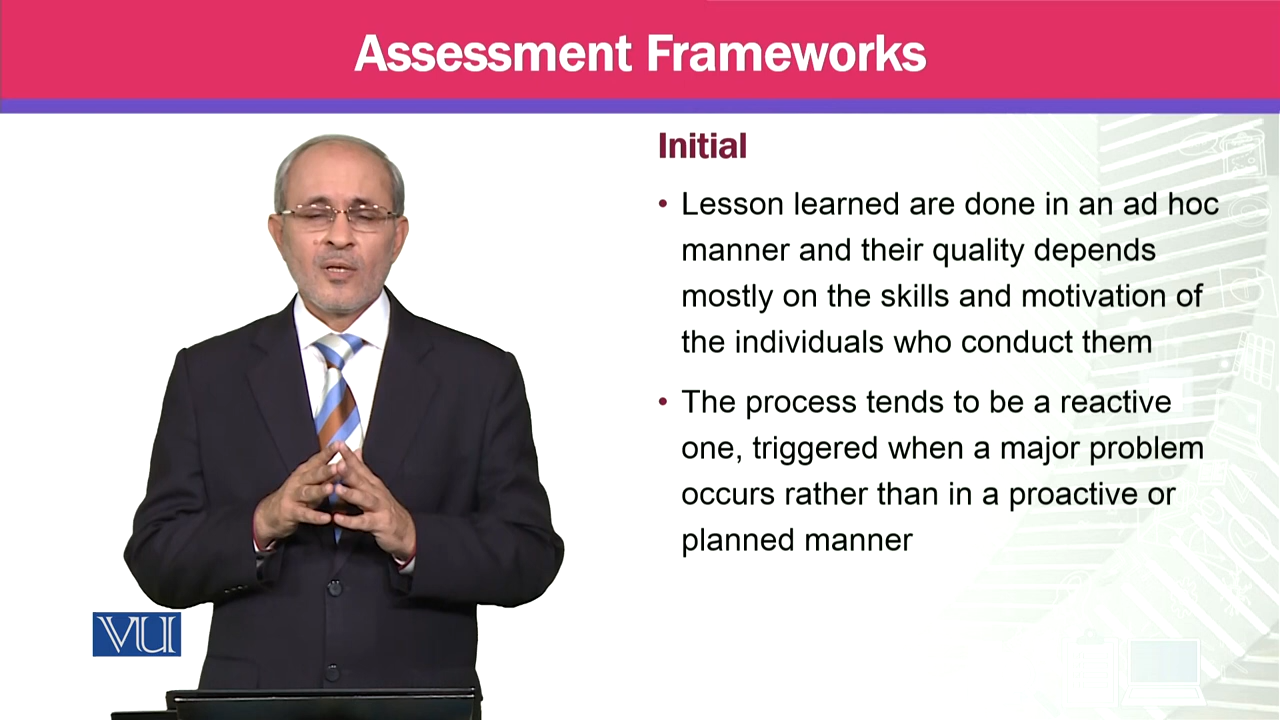 Assessment Frameworks
Initial
• Lesson learned are done in an ad hoc
manner and their quality depends
mostly on the skills and motivation of
the individuals who conduct them
• The process tends to be a reactive
one, triggered when a major problem
occurs rather than in a proactive or
planned manner
VU